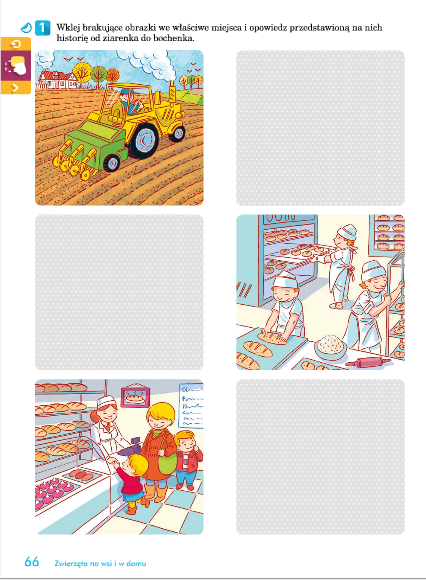 1 Wklej brakujące obrazki we właściwe miejsca i opowiedz przedstawioną na nich
historię od ziarenka do bochenka.
66 Zwierzęta na wsi i w domu